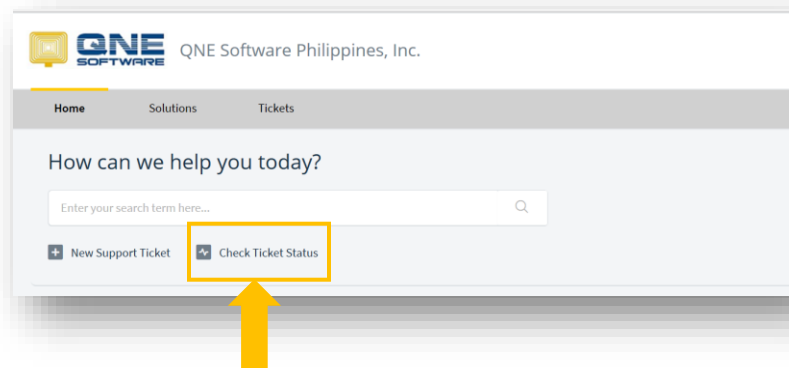 QNE SOFTWARE QNE Software Philippines, Inc.
Home Solutions Tickets
How can we help you today?
Enter your search term here...
New Support Ticket Check Ticket Status